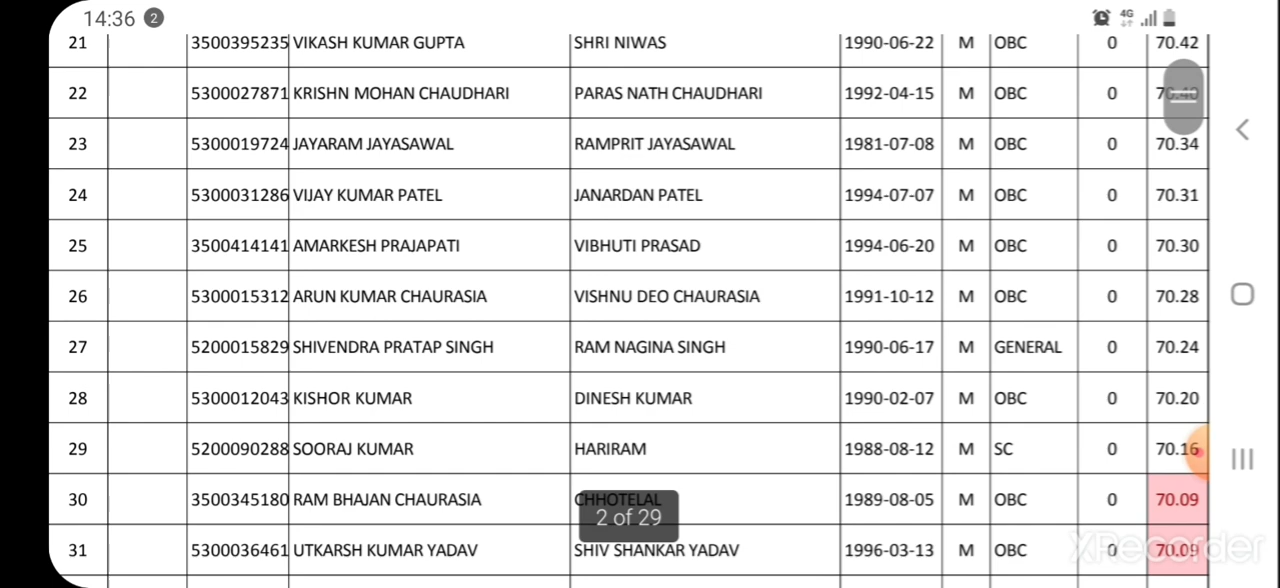 14:36 2 4G
21 3500395235 VIKASH KUMAR GUPTA SHRI NIWAS 1990-06-22 M OBC 0 70.42
22 5300027871 KRISHN MOHAN CHAUDHARI PARAS NATH CHAUDHARI 1992-04-15 M OBC 0 70.40
23 5300019724 JAYARAM JAYASAWAL RAMPRIT JAYASAWAL 1981-07-08 M OBC 0 70.34
24 5300031286 VIJAY KUMAR PATEL JANARDAN PATEL 1994-07-07 M OBC 0 70.31
25 3500414141 AMARKESH PRAJAPATI VIBHUTI PRASAD 1994-06-20 M OBC 0 70.30
26 5300015312 ARUN KUMAR CHAURASIA VISHNU DEO CHAURASIA 1991-10-12 M OBC 0 70.28
27 5200015829 SHIVENDRA PRATAP SINGH RAM NAGINA SINGH 1990-06-17 M GENERAL 0 70.24
28 5300012043 KISHOR KUMAR DINESH KUMAR 1990-02-07 M OBC 0 70.20
29 5200090288 SOORAJ KUMAR HARIRAM 1988-08-12 M SC 0 70.16
30 3500345180 RAM BHAJAN CHAURASIA CHHOTELAL 1989-08-05 M OBC 0 70.09
2 of 29
31 5300036461 UTKARSH KUMAR YADAV SHIV SHANKAR YADAV 1996-03-13 M OBC 0 70.09
XRecorder